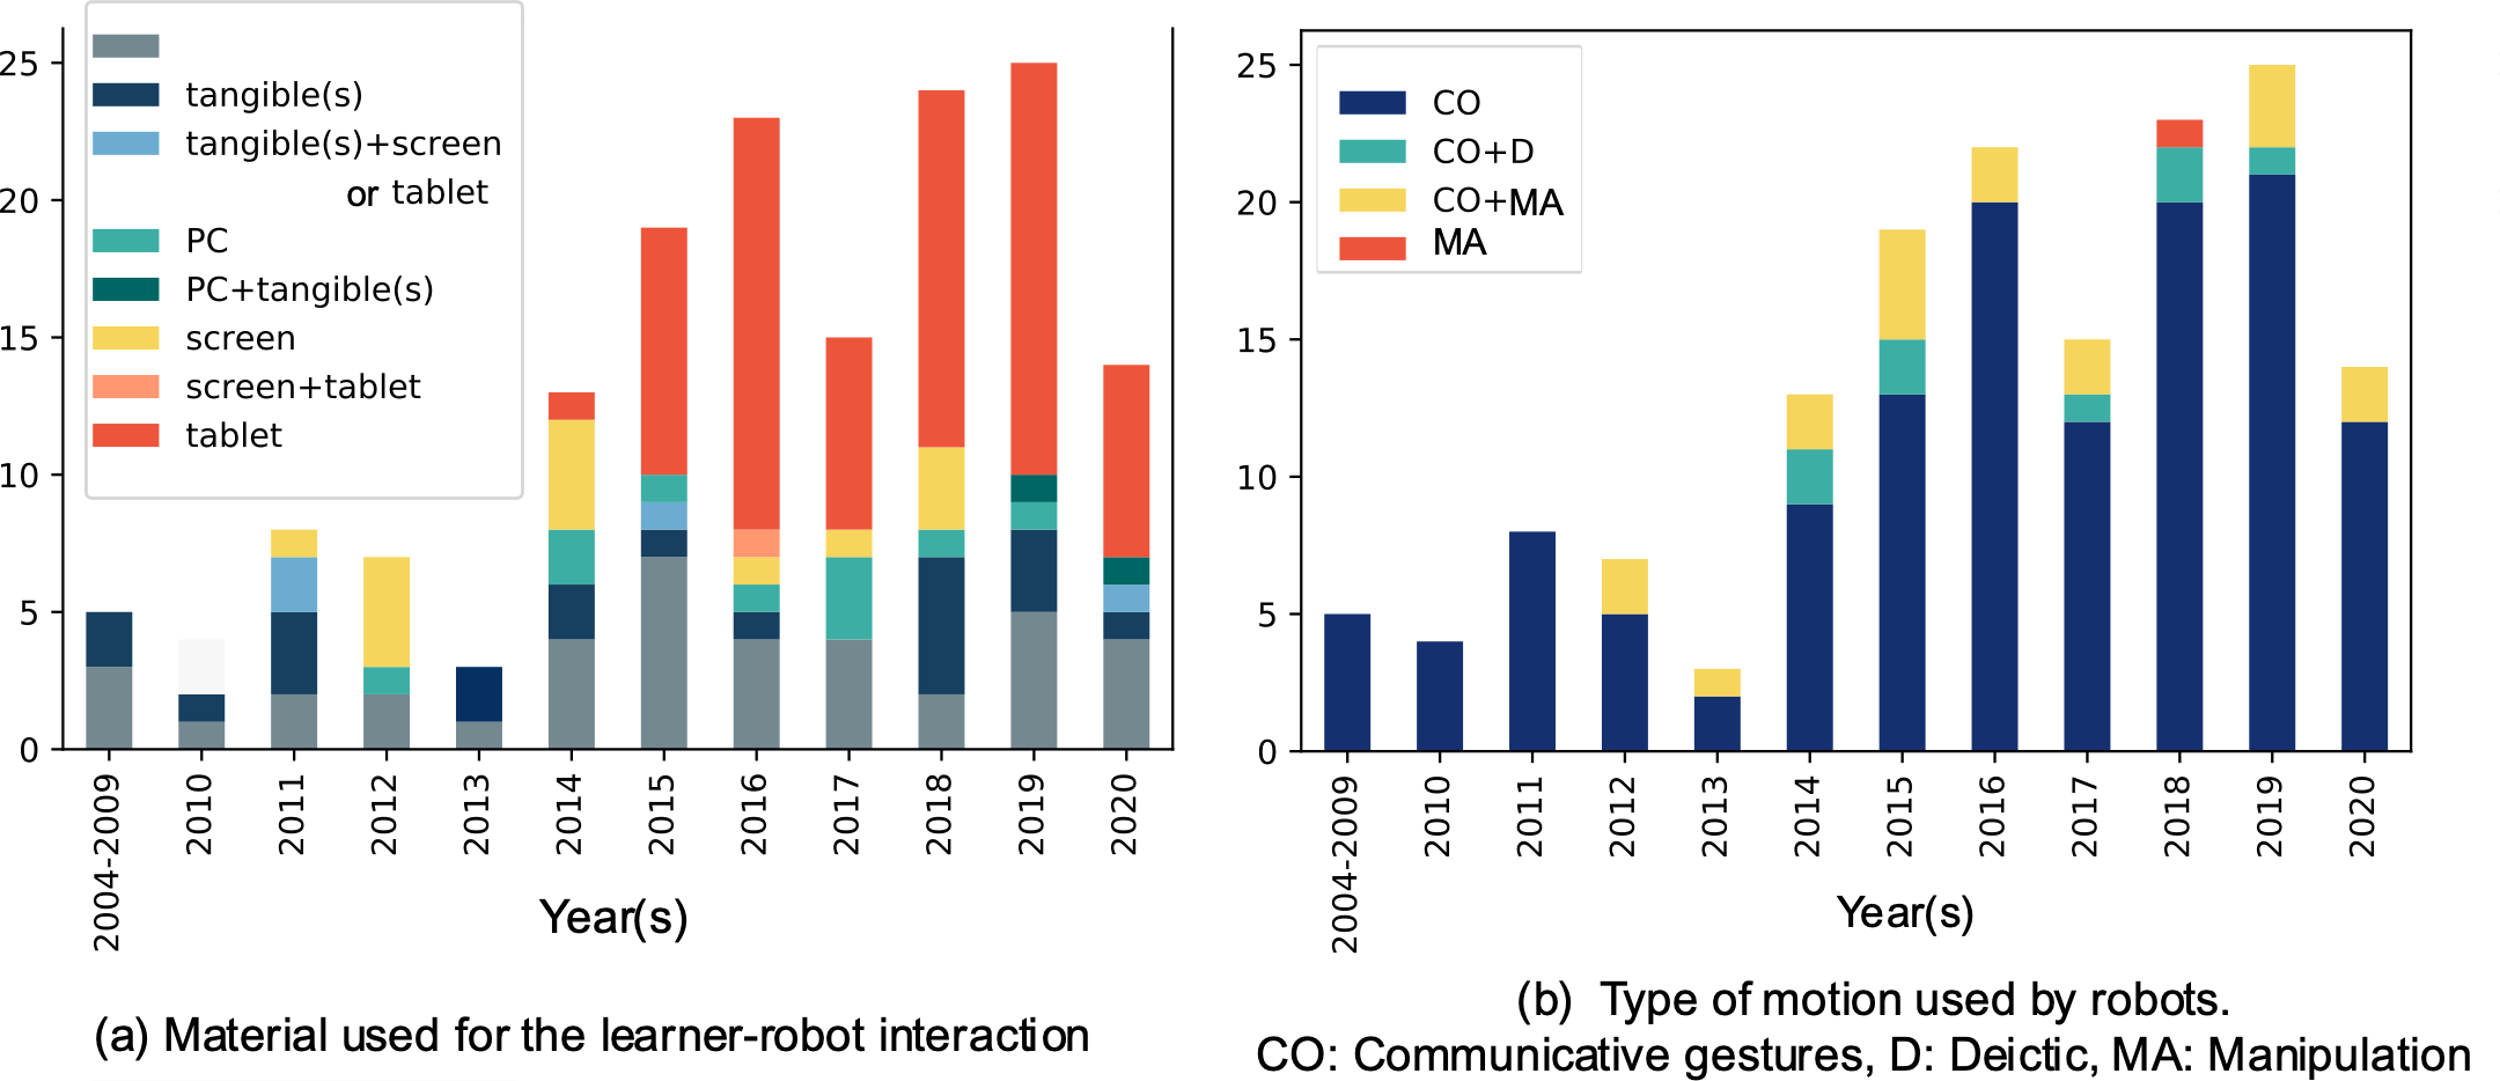 25
20
15
10
5
0
tangible(s)
tangible(s)+screen
or tablet
PC
PC+tangible(s)
screen
screen+tablet
tablet
2004-2009
2010
2011
2012
2013
2014
2015
2016
2017
2018
2019
2020
Year(s)
(a) Material used for the learner-robot interaction
25
20
15
10
5
0
CO
CO+D
CO+MA
MA
2004-2009
2010
2011
2012
2013
2014
2015
2016
2017
2018
2019
2020
Year(s)
(b) Type of motion used by robots.
CO: Communicative gestures, D: Deictic, MA: Manipulation